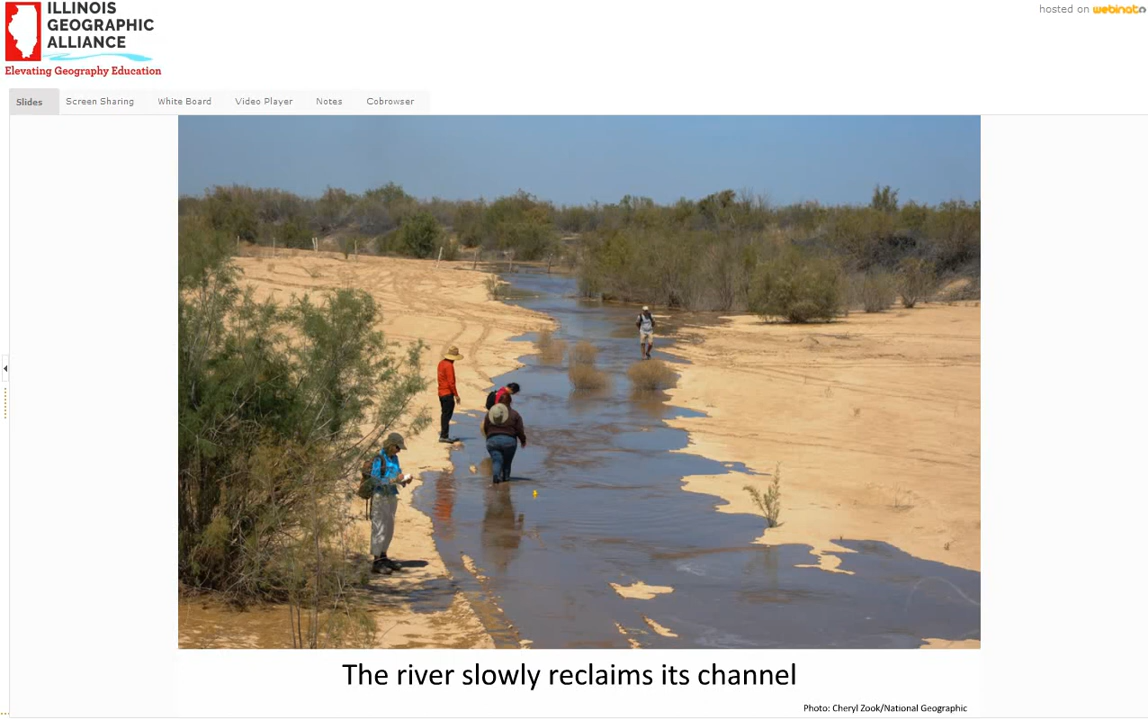 ILLINOIS
GEOGRAPHIC
ALLIANCE
Elevating Geography Education
hosted on webinato
Slides Screen Sharing White Board Video Player Notes Cobrowser
The river slowly reclaims its channel
Photo: Cheryl Zook/National Geographic